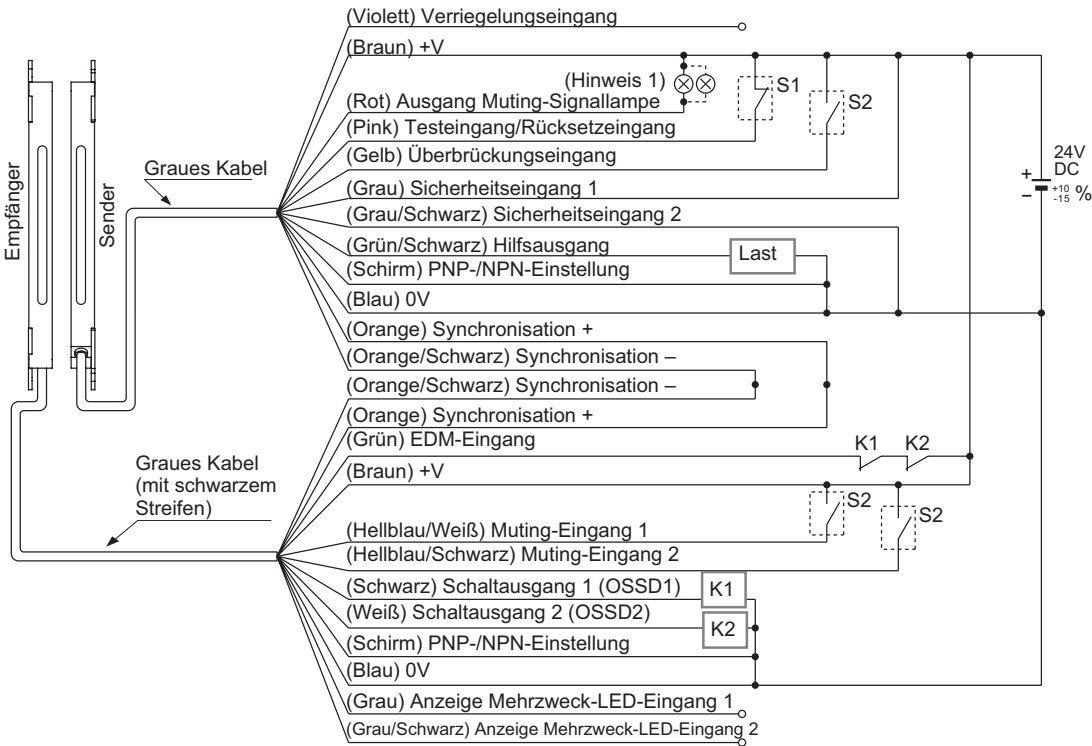 (Violett) Verriegelungseingang
(Braun) +V
(Hinweis 1)
S1
S2
(Rot) Ausgang Muting-Signallampe
(Pink) Testeingang/Rücksetzeingang
(Gelb) Überbrückungseingang
Graues Kabel
Empfänger
Sender
24V
DC
+
–
+10
-15 %
(Grau) Sicherheitseingang 1
(Grau/Schwarz) Sicherheitseingang 2
(Grün/Schwarz) Hilfsausgang
Last
(Schirm) PNP-/NPN-Einstellung
(Blau) 0V
(Orange) Synchronisation +
(Orange/Schwarz) Synchronisation –
(Orange/Schwarz) Synchronisation –
(Orange) Synchronisation +
(Grün) EDM-Eingang
K1
K2
Graues Kabel
(mit schwarzem
Streifen)
(Braun) +V
S2
S2
(Hellblau/Weiß) Muting-Eingang 1
(Hellblau/Schwarz) Muting-Eingang 2
(Schwarz) Schaltausgang 1 (OSSD1)
K1
(Weiß) Schaltausgang 2 (OSSD2)
K2
(Schirm) PNP-/NPN-Einstellung
(Blau) 0V
(Grau) Anzeige Mehrzweck-LED-Eingang 1
(Grau/Schwarz) Anzeige Mehrzweck-LED-Eingang 2